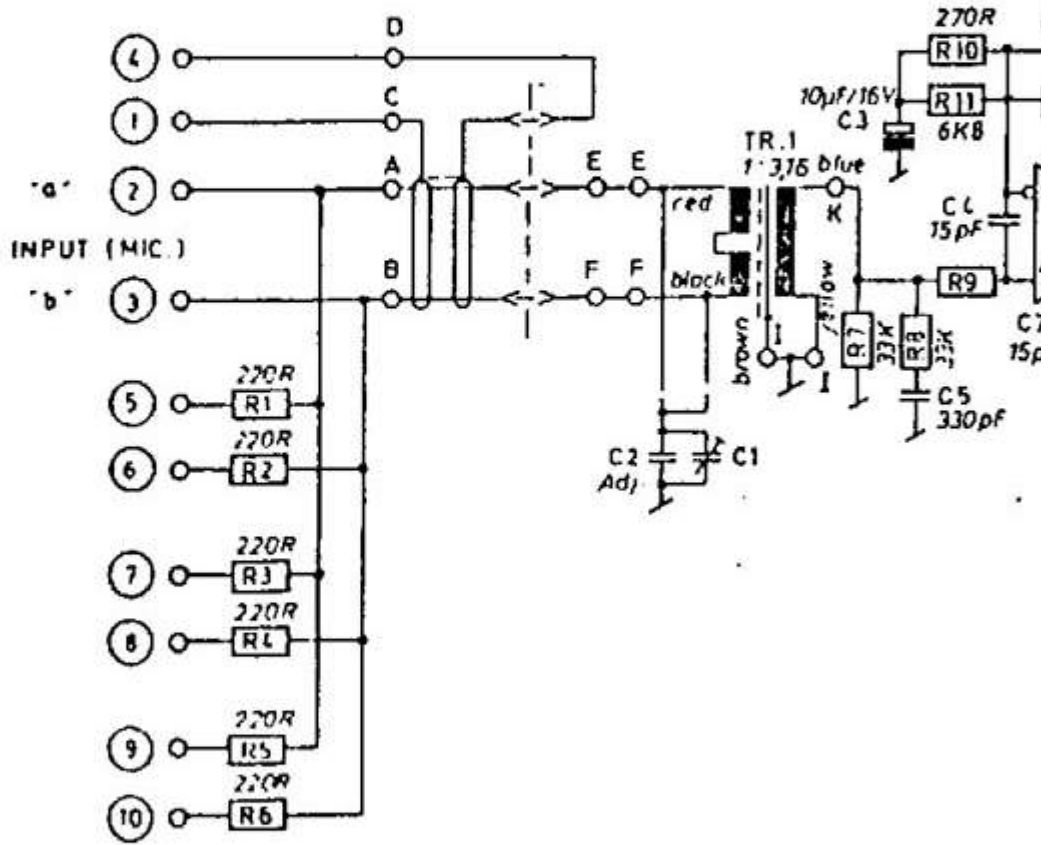 D
270R
4
R10
C
10µF/16V
R11
1
C3
6K8
TR.1
A
E E
1:3,16 blue
"a"
2
red
K
C4
15pF
INPUT (MIC.)
B
F F
black
R9
"b"
3
brown
I
yellow
R7
33K
R8
33K
C7
I
15p
220R
5
R1
C5
330pF
220R
6
R2
C2
C1
Adj
220R
7
R3
220R
8
R4
220R
9
R5
220R
10
R6